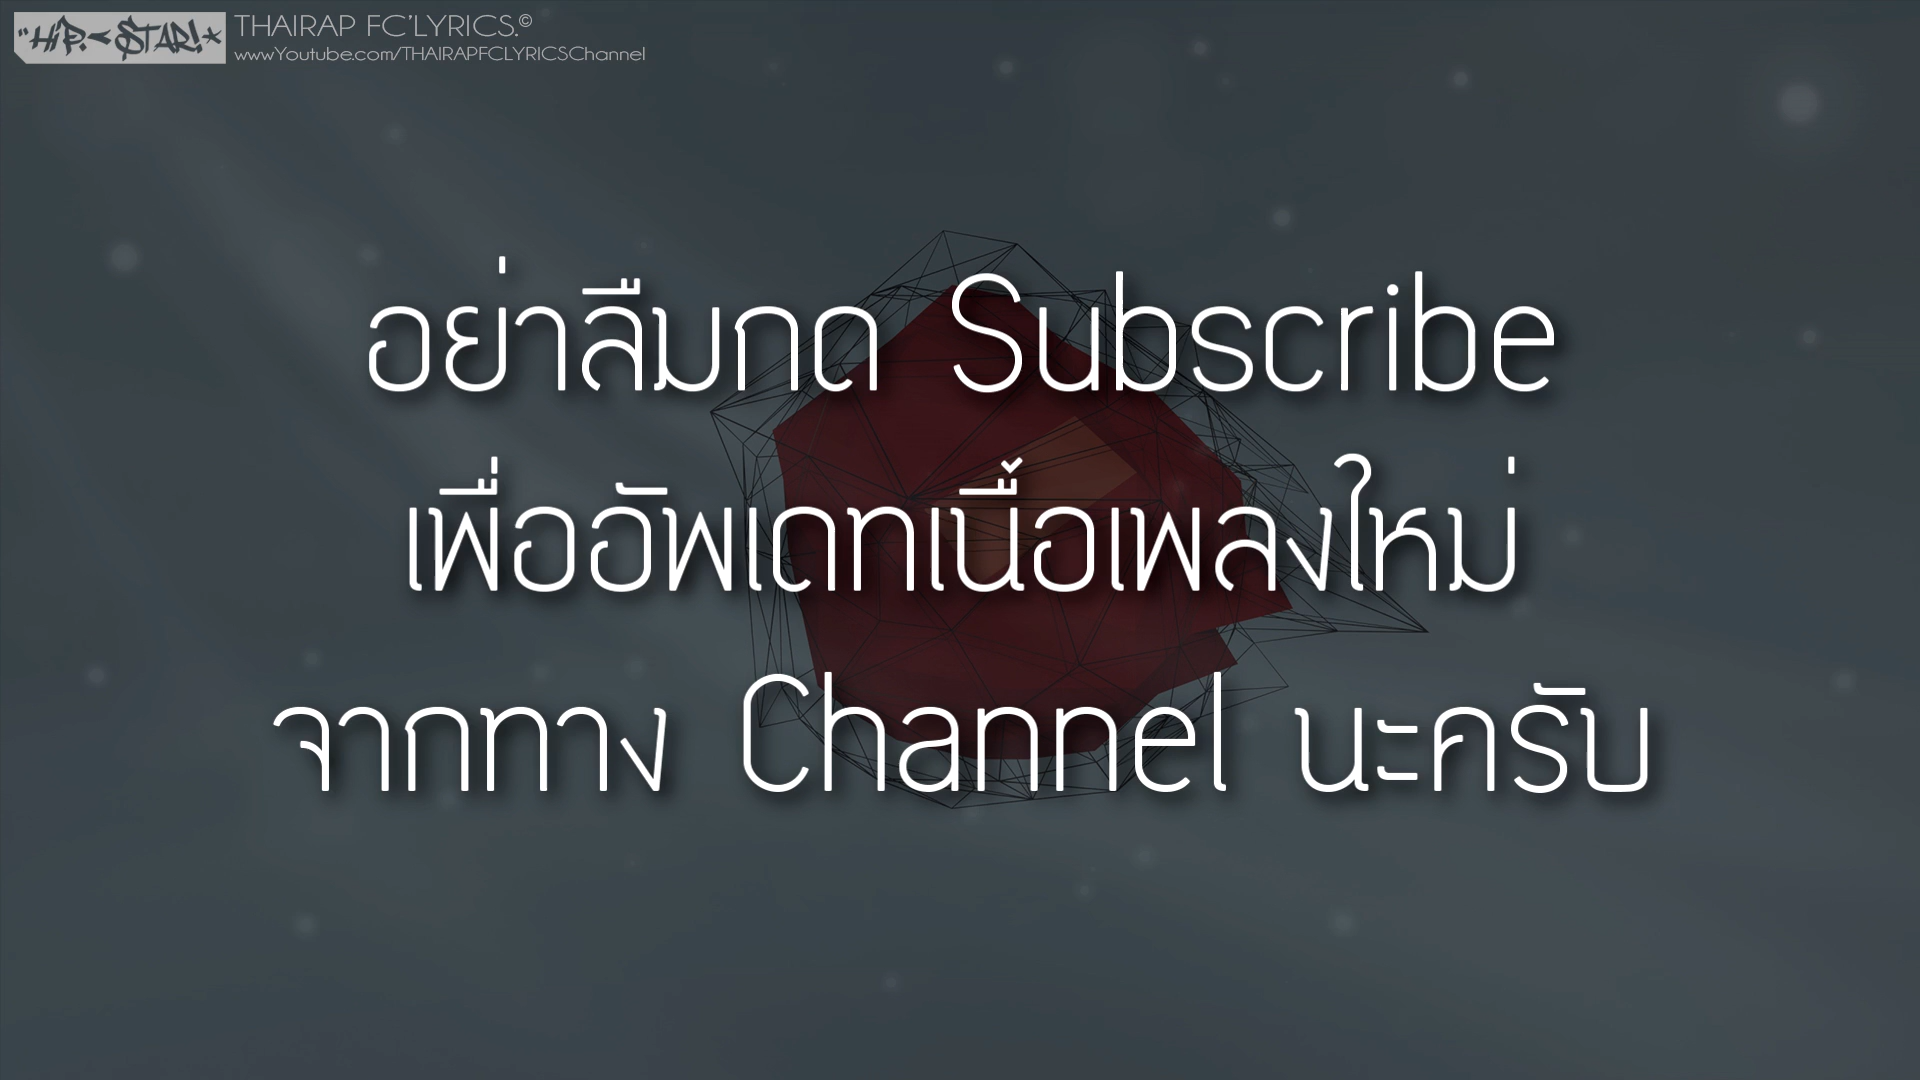 "HIP-STAR!*
THAIRAP FC'LYRICS.©
www.Youtube.com/THAIRAPFCLYRICSChannel
อย่าลืมกด Subscribe
เพื่ออัพเดทเนื้อเพลงใหม่
จากทาง Channel นะครับ